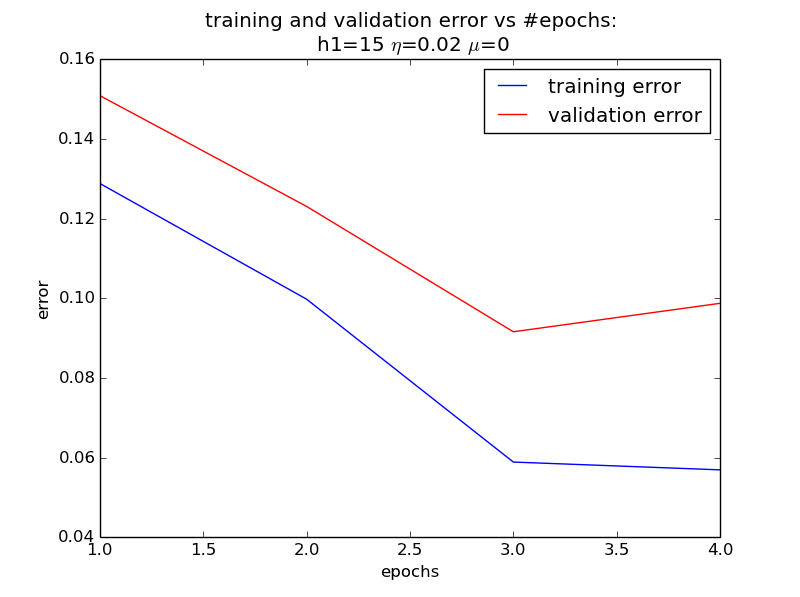 training and validation error vs #epochs:
h1=15 η=0.02 μ=0
0.16
training error
validation error
0.14
0.12
0.10
0.08
0.06
0.04
error
1.0 1.5 2.0 2.5 3.0 3.5 4.0
epochs